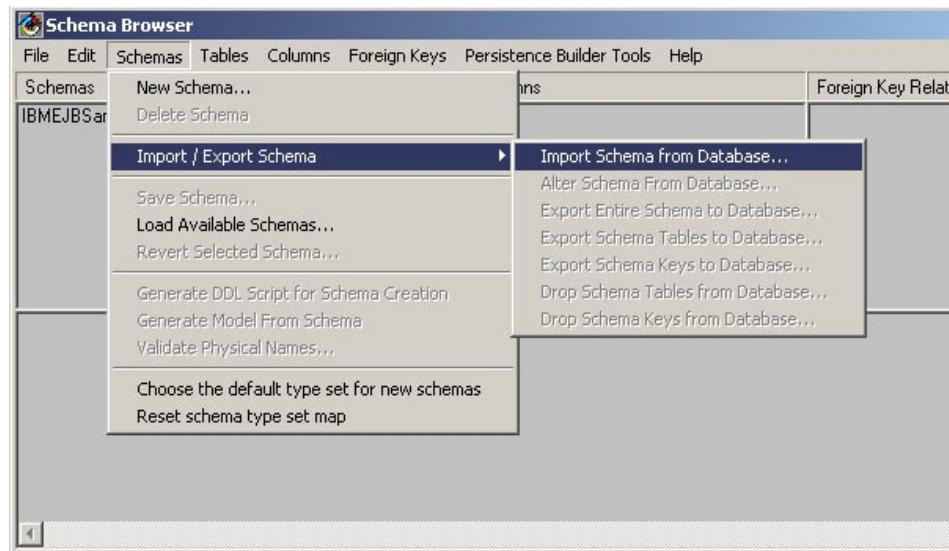 Schema Browser
File Edit Schemas Tables Columns Foreign Keys Persistence Builder Tools Help
Schemas
Foreign Key Relat
IBMEJBSar
New Schema...
Delete Schema
Import / Export Schema
Save Schema...
Load Available Schemas...
Revert Selected Schema...
Generate DDL Script for Schema Creation
Generate Model From Schema
Validate Physical Names...
Choose the default type set for new schemas
Reset schema type set map
Import Schema from Database...
Alter Schema From Database...
Export Entire Schema to Database...
Export Schema Tables to Database...
Export Schema Keys to Database...
Drop Schema Tables from Database...
Drop Schema Keys from Database...